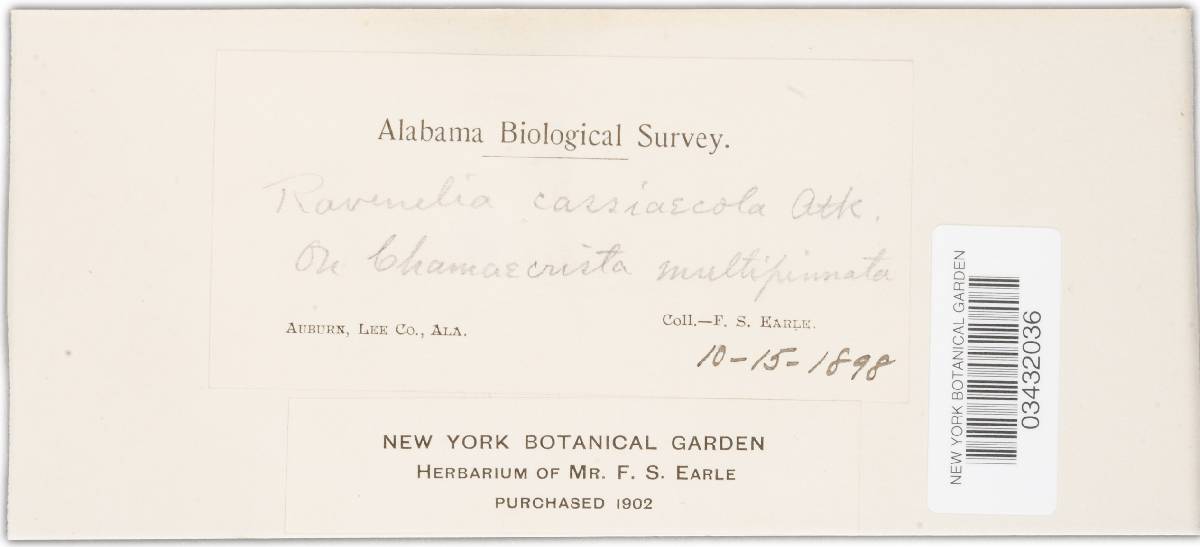 Alabama Biological Survey.
Ravenelia cassiaecola Atk.
On Chamaecrista multipinnata
AUBURN, LEE CO., ALA.
Coll.—F. S. EARLE.
10-15-1898
NEW YORK BOTANICAL GARDEN
HERBARIUM OF MR. F. S. EARLE
PURCHASED 1902
NEW YORK BOTANICAL GARDEN
03432036